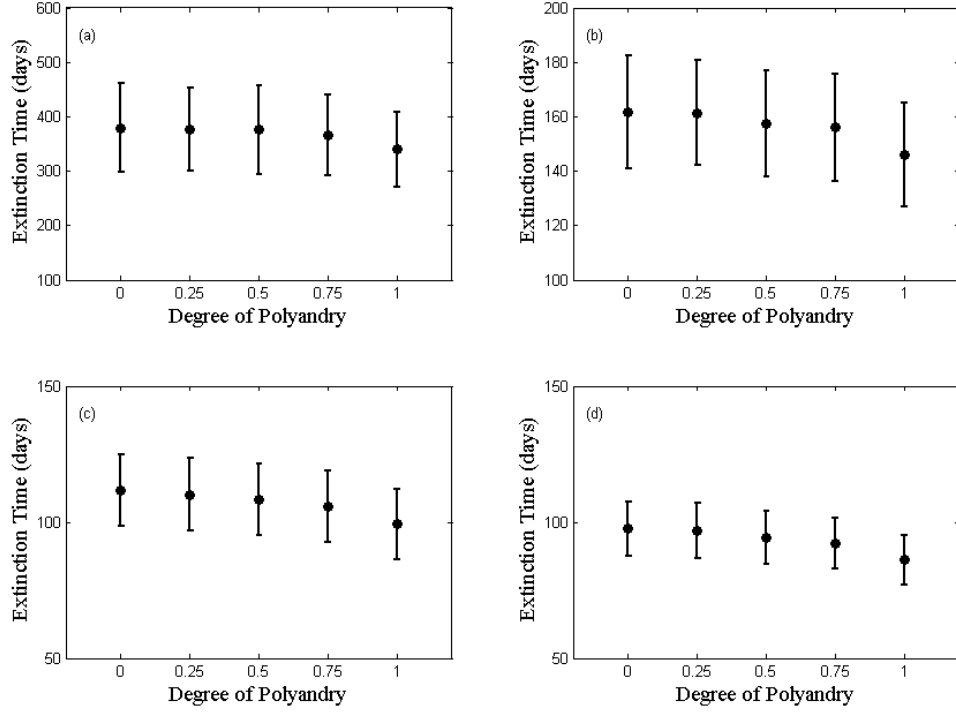 (a)
Extinction Time (days)
600
500
400
300
200
100
0 0.25 0.5 0.75 1
Degree of Polyandry
(b)
Extinction Time (days)
200
180
160
140
120
100
0 0.25 0.5 0.75 1
Degree of Polyandry
(c)
Extinction Time (days)
150
100
50
0 0.25 0.5 0.75 1
Degree of Polyandry
(d)
Extinction Time (days)
150
100
50
0 0.25 0.5 0.75 1
Degree of Polyandry